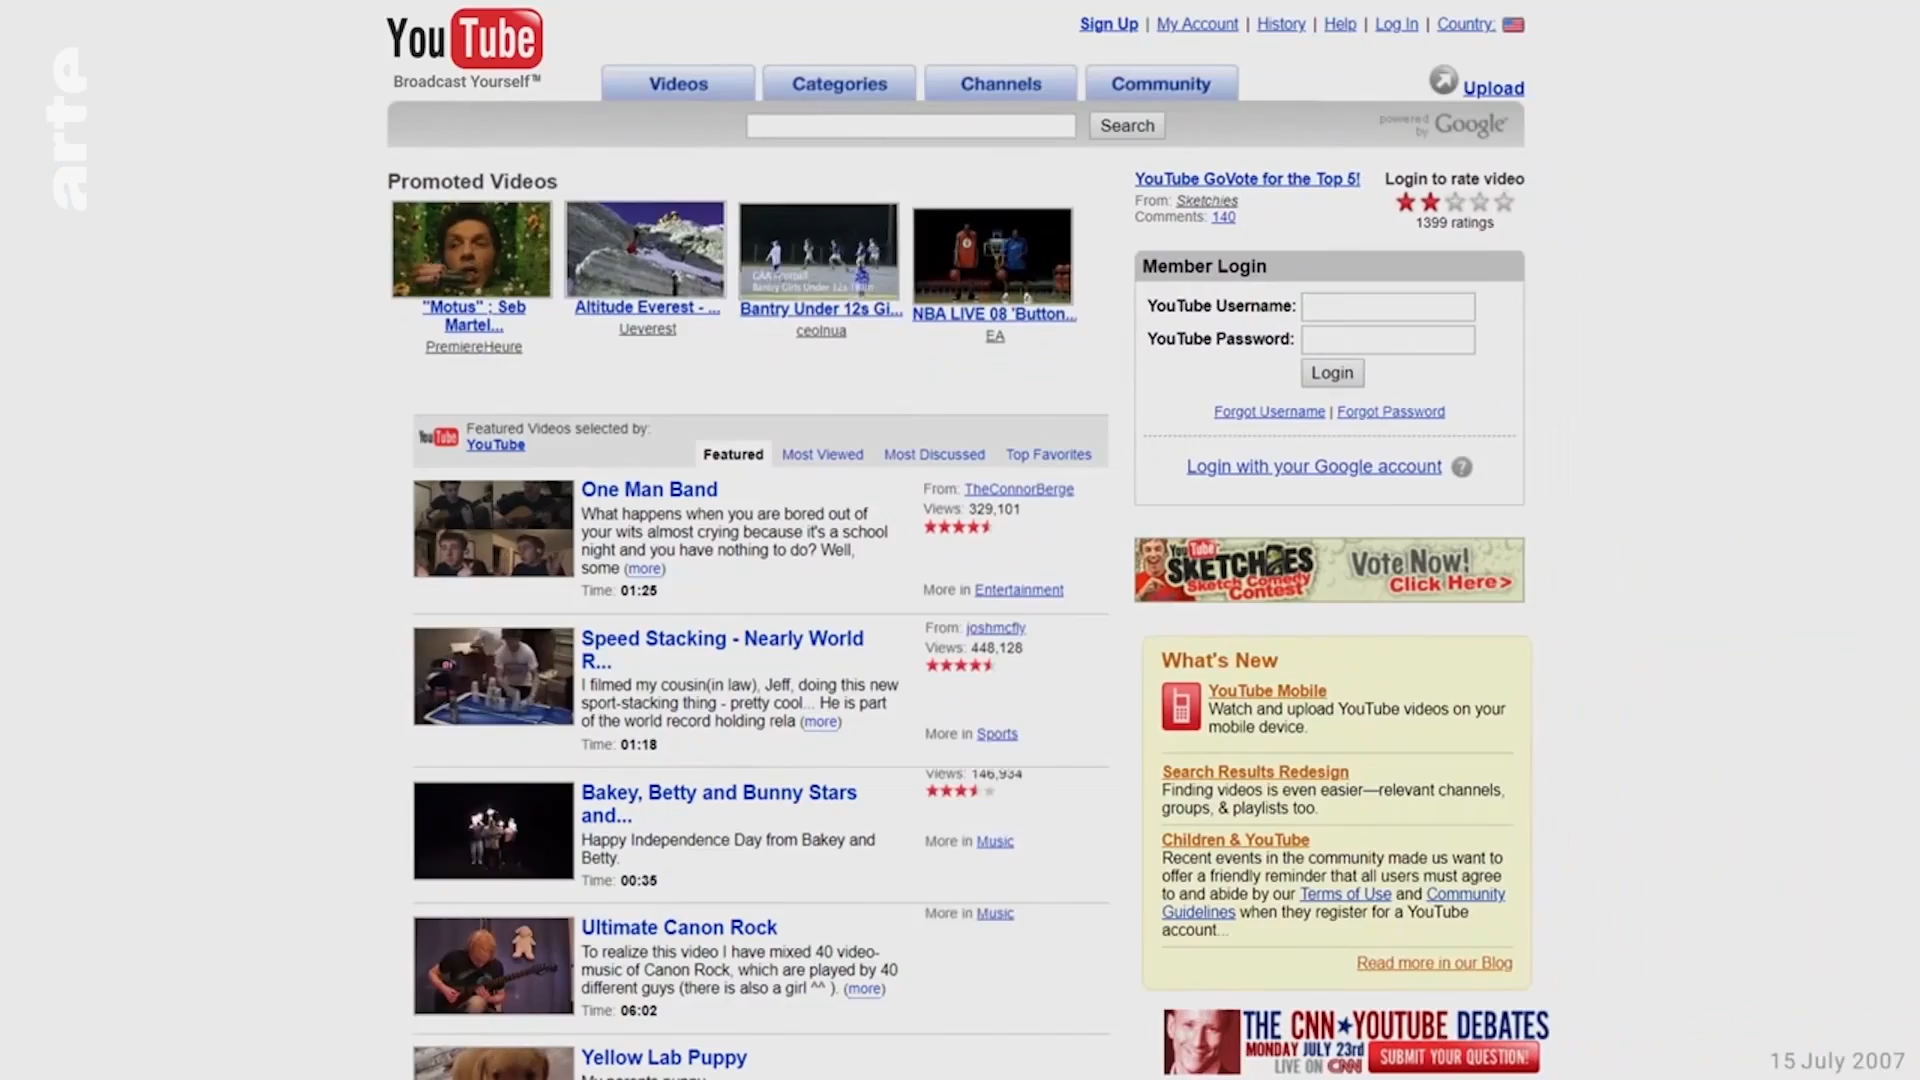 arte
YouTube
Broadcast Yourself™
Sign Up | My Account | History | Help | Log In | Country:
Videos
Categories
Channels
Community
Upload
Search
powered by Google
Promoted Videos
"Motus" ; Seb
Martel...
PremiereHeure
Altitude Everest - ...
Ueverest
GAA Football
Bantry Girls Under 12s
Bantry Under 12s Gi...
ceolnua
NBA LIVE 08 'Button...
EA
YouTube GoVote for the Top 5!
From: Sketchies
Comments: 140
Login to rate video
1399 ratings
Member Login
YouTube Username:
YouTube Password:
Login
Forgot Username | Forgot Password
Login with your Google account ?
YouTube
Featured Videos selected by:
YouTube
Featured
Most Viewed
Most Discussed
Top Favorites
One Man Band
What happens when you are bored out of
your wits almost crying because it's a school
night and you have nothing to do? Well,
some (more)
Time: 01:25
From: TheConnorBerge
Views: 329,101
More in Entertainment
Speed Stacking - Nearly World
R...
I filmed my cousin(in law), Jeff, doing this new
sport-stacking thing - pretty cool... He is part
of the world record holding rela (more)
Time: 01:18
From: joshmcfly
Views: 448,128
More in Sports
Bakey, Betty and Bunny Stars
and...
Happy Independence Day from Bakey and
Betty.
Time: 00:35
Views: 146,934
More in Music
Ultimate Canon Rock
To realize this video I have mixed 40 video-
music of Canon Rock, which are played by 40
different guys (there is also a girl ^^ ). (more)
Time: 06:02
More in Music
Yellow Lab Puppy
My parents puppy
YouTube
SKETCHIES
Sketch Comedy
Contest
Vote Now!
Click Here>
What's New
YouTube Mobile
Watch and upload YouTube videos on your
mobile device.
Search Results Redesign
Finding videos is even easier—relevant channels,
groups, & playlists too.
Children & YouTube
Recent events in the community made us want to
offer a friendly reminder that all users must agree
to and abide by our Terms of Use and Community
Guidelines when they register for a YouTube
account...
Read more in our Blog
THE CNN★YOUTUBE DEBATES
MONDAY JULY 23rd
LIVE ON CNN
SUBMIT YOUR QUESTION!
15 July 2007